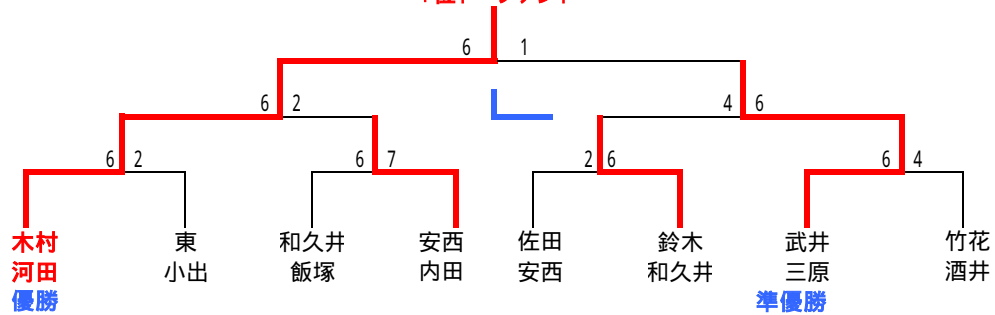 6 1
6 2 4 6
6 2 6 7 2 6 6 4
木村 東 和久井 安西 佐田 鈴木 武井 竹花
河田 小出 飯塚 内田 安西 和久井 三原 酒井
優勝 準優勝